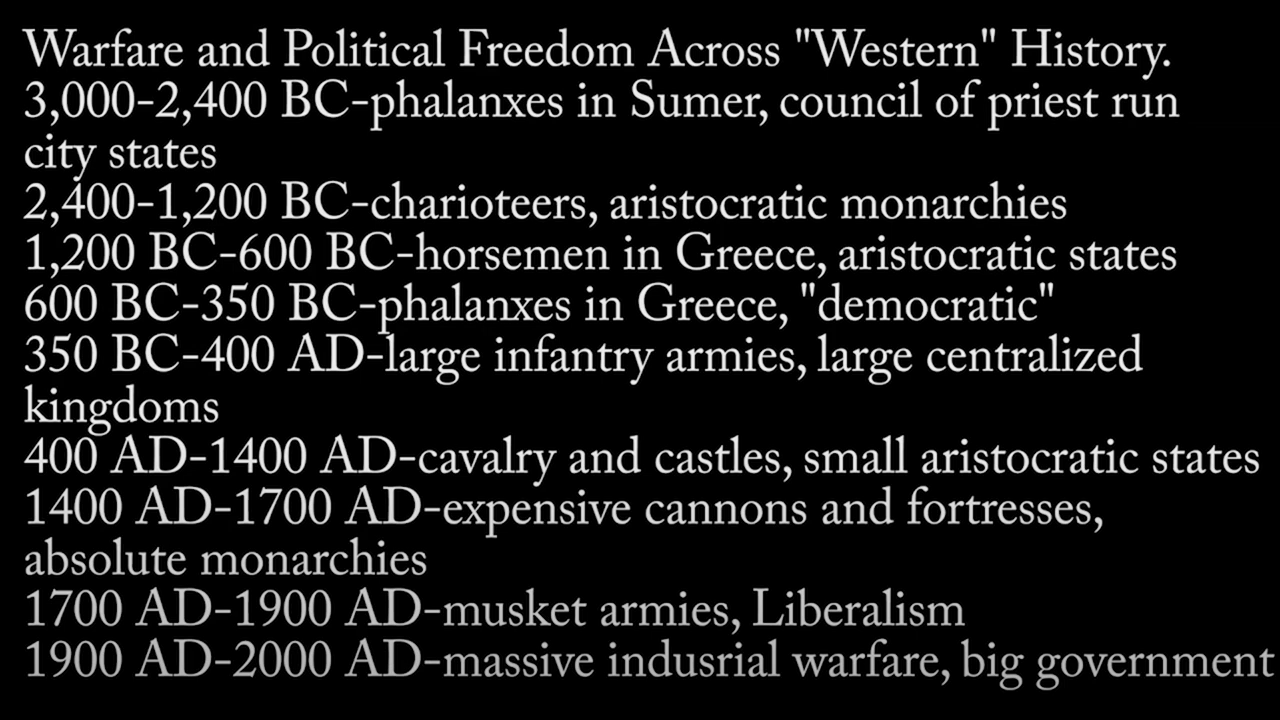 Warfare and Political Freedom Across "Western" History.
3,000-2,400 BC-phalanxes in Sumer, council of priest run
city states
2,400-1,200 BC-charioteers, aristocratic monarchies
1,200 BC-600 BC-horsemen in Greece, aristocratic states
600 BC-350 BC-phalanxes in Greece, "democratic"
350 BC-400 AD-large infantry armies, large centralized
kingdoms
400 AD-1400 AD-cavalry and castles, small aristocratic states
1400 AD-1700 AD-expensive cannons and fortresses,
absolute monarchies
1700 AD-1900 AD-musket armies, Liberalism
1900 AD-2000 AD-massive indusrial warfare, big government